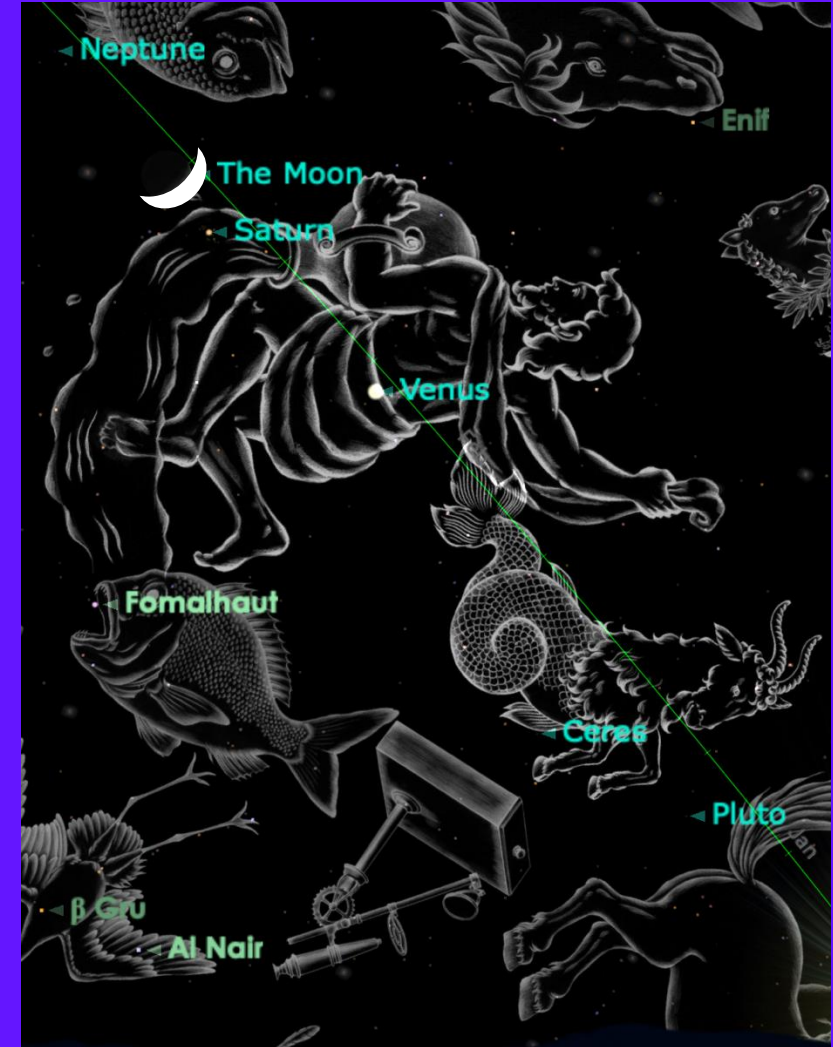 Neptune
Enif
The Moon
Saturn
Venus
Fomalhaut
Ceres
Pluto
β Gru
Al Nair